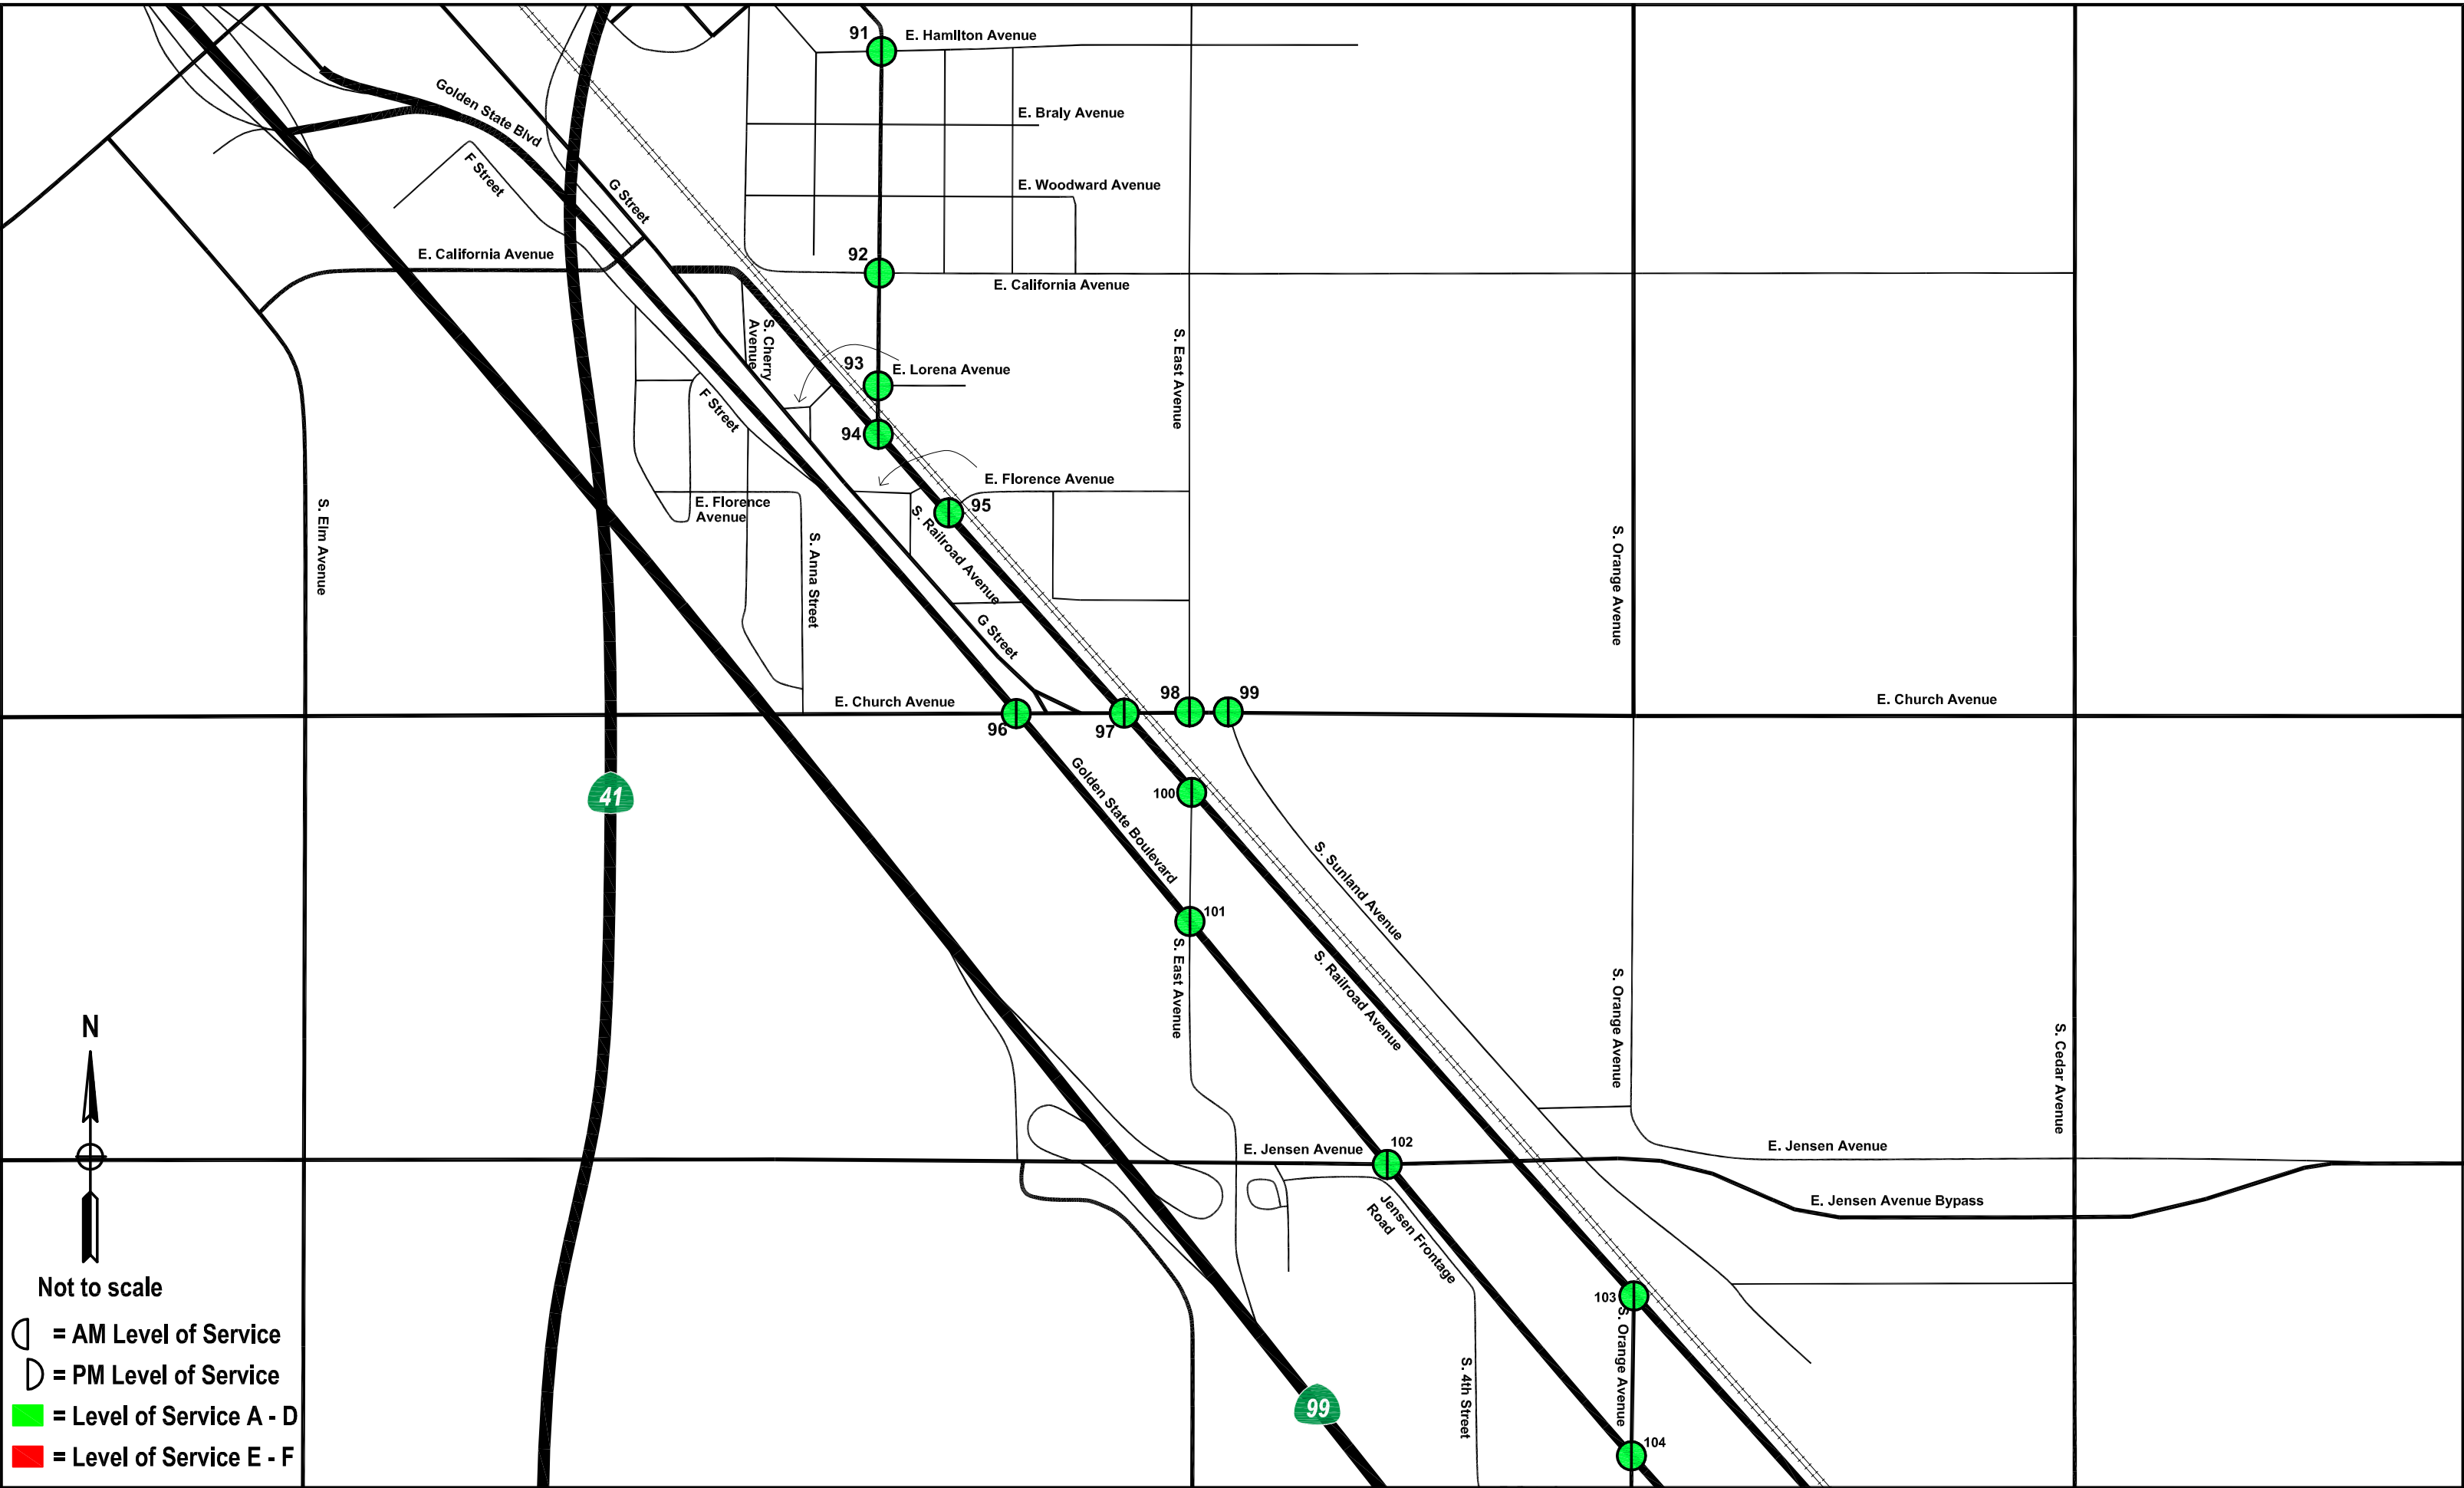 91
E. Hamilton Avenue
Golden State Blvd
E. Braly Avenue
F Street
G Street
E. Woodward Avenue
E. California Avenue
92
E. California Avenue
S. Cherry
Avenue
S. East Avenue
93
E. Lorena Avenue
F Street
94
E. Florence Avenue
E. Florence
Avenue
95
S. Elm Avenue
S. Anna Street
S. Railroad Avenue
G Street
S. Orange Avenue
E. Church Avenue
96
97
98
99
E. Church Avenue
41
Golden State Boulevard
100
S. Sunland Avenue
101
S. East Avenue
S. Railroad Avenue
S. Orange Avenue
S. Cedar Avenue
N
E. Jensen Avenue
102
E. Jensen Avenue
E. Jensen Avenue Bypass
Jensen Frontage
Road
103
S. Orange Avenue
S. 4th Street
99
104
Not to scale
= AM Level of Service
= PM Level of Service
= Level of Service A - D
= Level of Service E - F